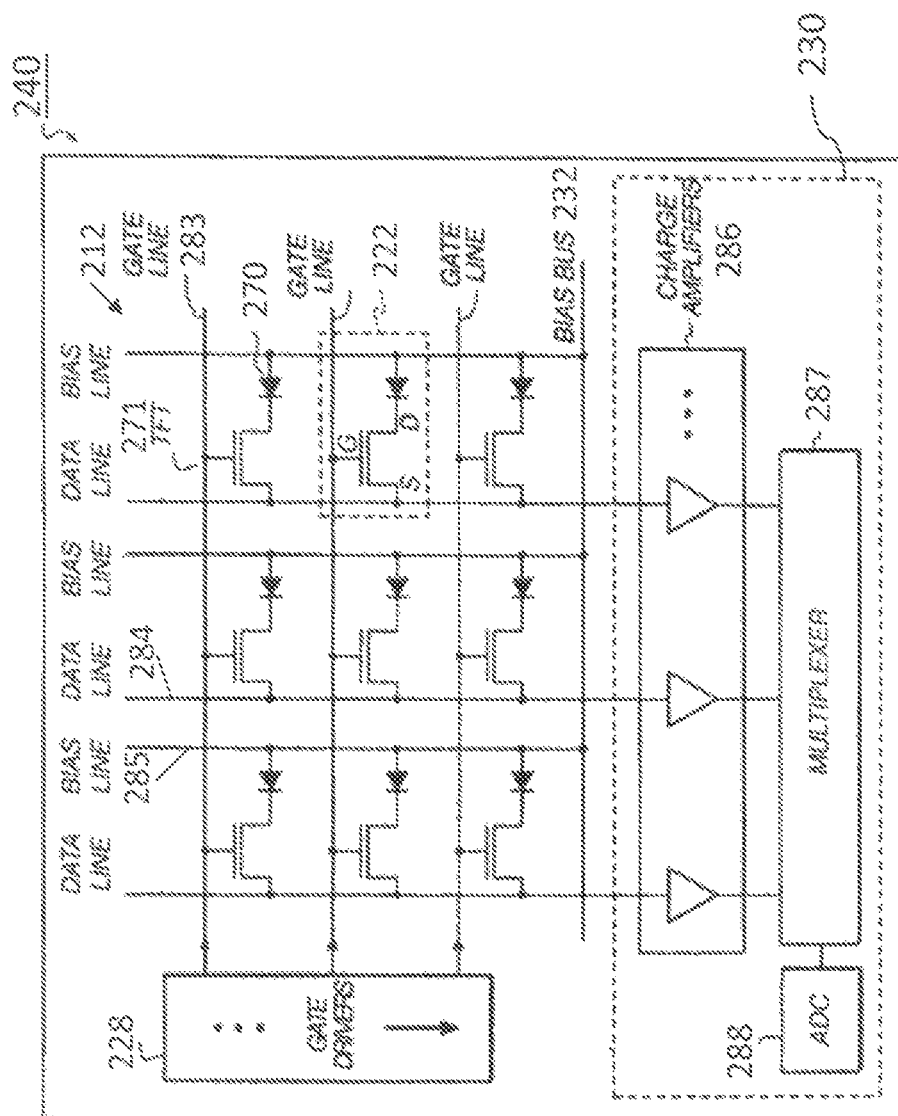 240
212
GATE
LINE
283
BIAS
LINE
271
TFT
DATA
LINE
BIAS
LINE
284
DATA
LINE
285
BIAS
LINE
DATA
LINE
270
GATE
LINE
222
G
D
S
GATE
LINE
BIAS BUS 232
228
GATE
DRIVERS
230
CHARGE
AMPLIFIERS
286
287
MULTIPLEXER
288
ADC